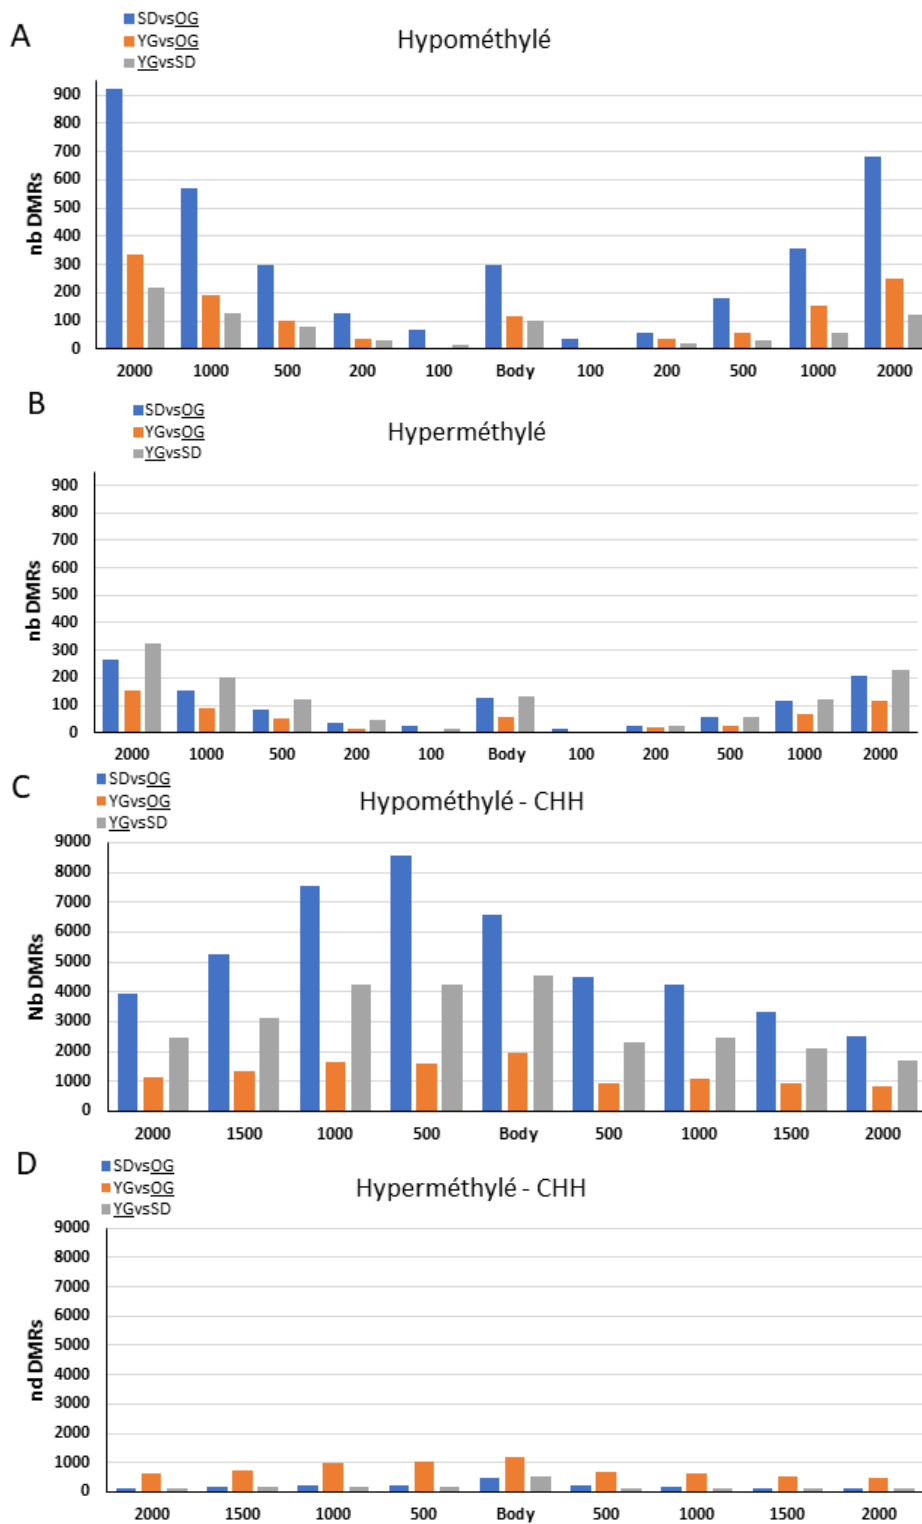 A
SDvsOG
YGvsOG
YGvsSD
Hypométhylé
nb DMRs
900
800
700
600
500
400
300
200
100
0
2000 1000 500 200 100 Body 100 200 500 1000 2000
B
SDvsOG
YGvsOG
YGvsSD
Hyperméthylé
nb DMRs
900
800
700
600
500
400
300
200
100
0
2000 1000 500 200 100 Body 100 200 500 1000 2000
C
SDvsOG
YGvsOG
YGvsSD
Hypométhylé - CHH
Nb DMRs
9000
8000
7000
6000
5000
4000
3000
2000
1000
0
2000 1500 1000 500 Body 500 1000 1500 2000
D
SDvsOG
YGvsOG
YGvsSD
Hyperméthylé - CHH
nd DMRs
9000
8000
7000
6000
5000
4000
3000
2000
1000
0
2000 1500 1000 500 Body 500 1000 1500 2000